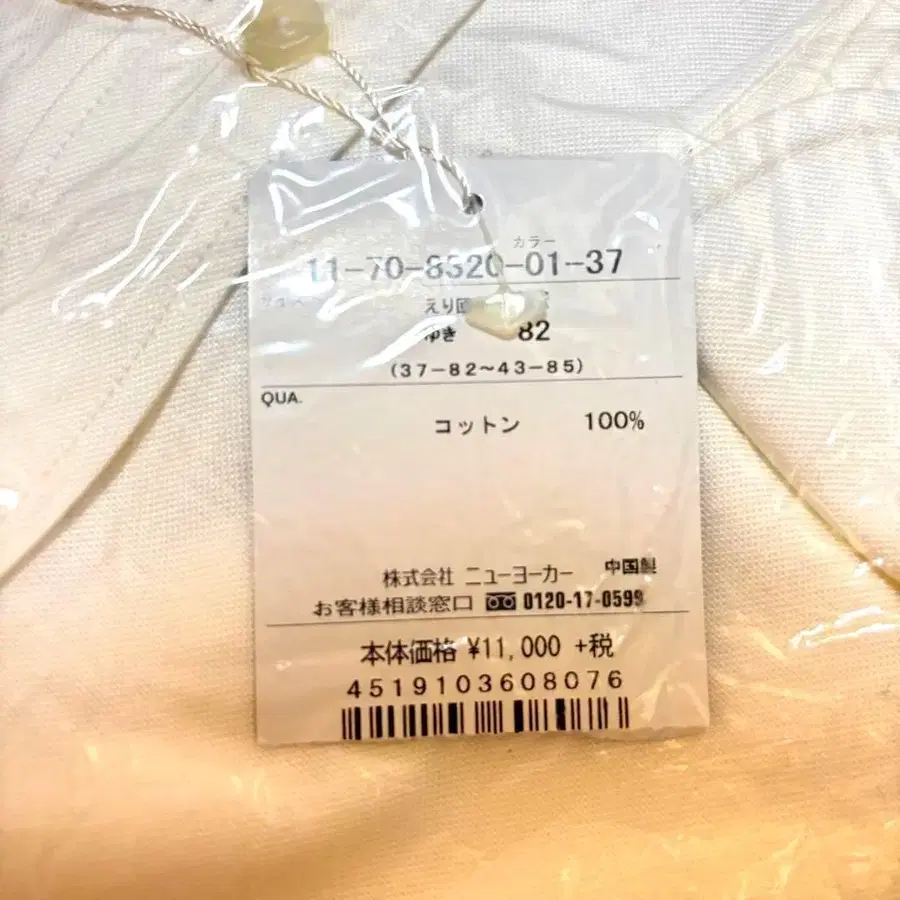 カラー
11-70-8520-01-37
えり回
ゆき 82
(37-82~43-85)
QUA.
コットン 100%
株式会社 ニューヨーカー 中国製
お客様相談窓口 0120-17-0599
本体価格 ¥11,000 +税
4519103608076